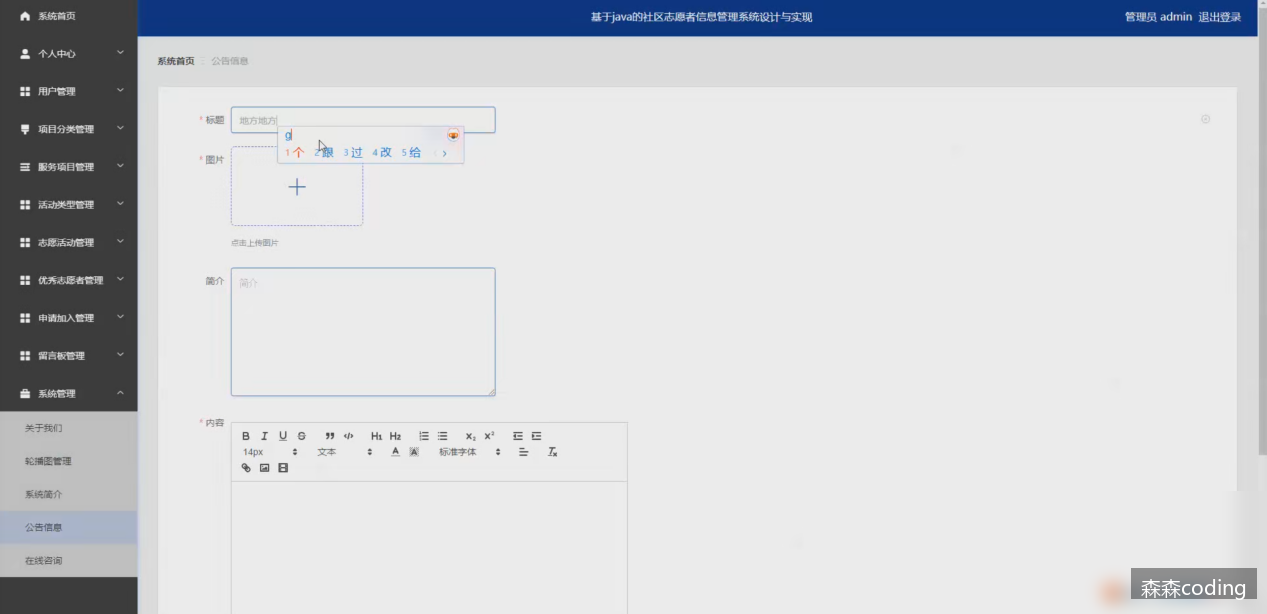 系统首页
个人中心
用户管理
项目分类管理
服务项目管理
活动类型管理
志愿活动管理
优秀志愿者管理
申请加入管理
留言板管理
系统管理
关于我们
轮播图管理
系统简介
公告信息
在线咨询
基于java的社区志愿者信息管理系统设计与实现
管理员 admin 退出登录
系统首页 公告信息
* 标题 地方地方
g
1 个 2 跟 3 过 4 改 5 给
* 图片
点击上传图片
简介 简介
* 内容
B I U S H1 H2 X2 X2
14px 文本 A A 标准字体 Tx
森森coding